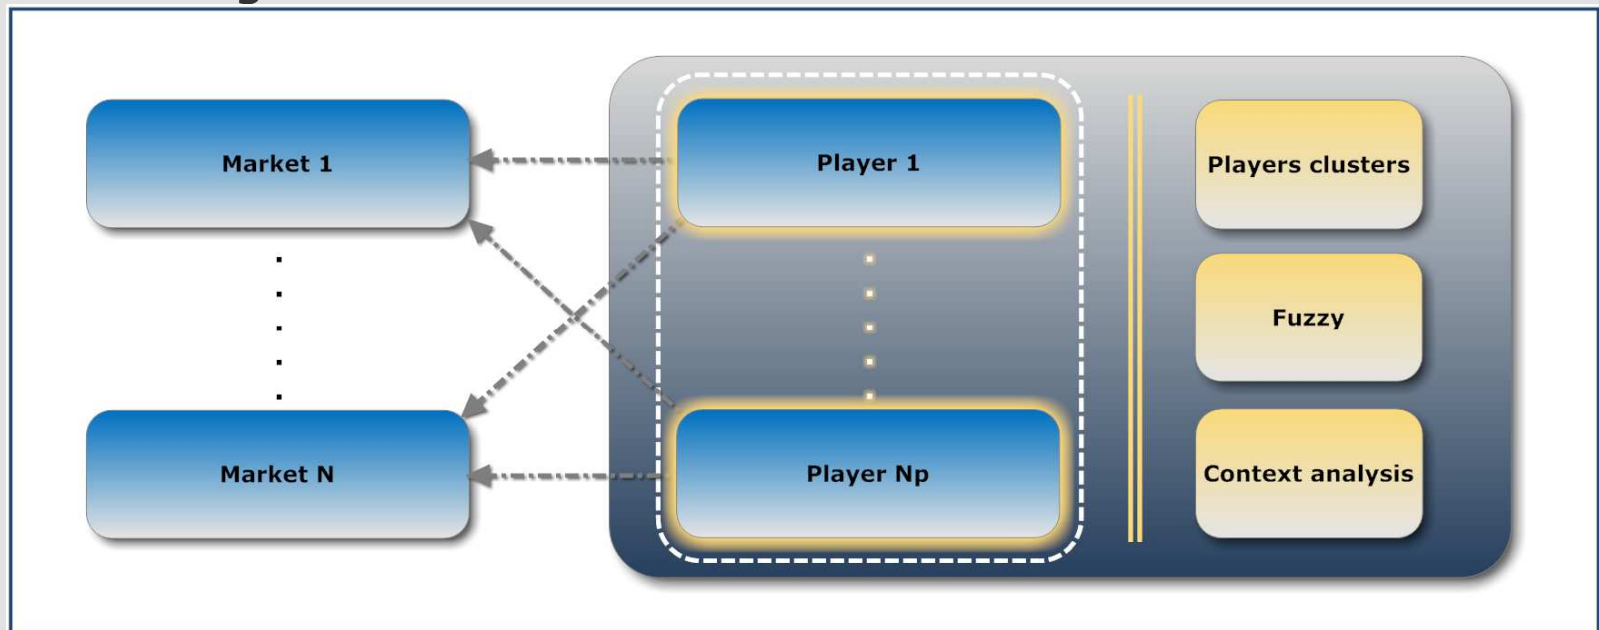 Market 1
Player 1
Players clusters
Fuzzy
Market N
Player Np
Context analysis